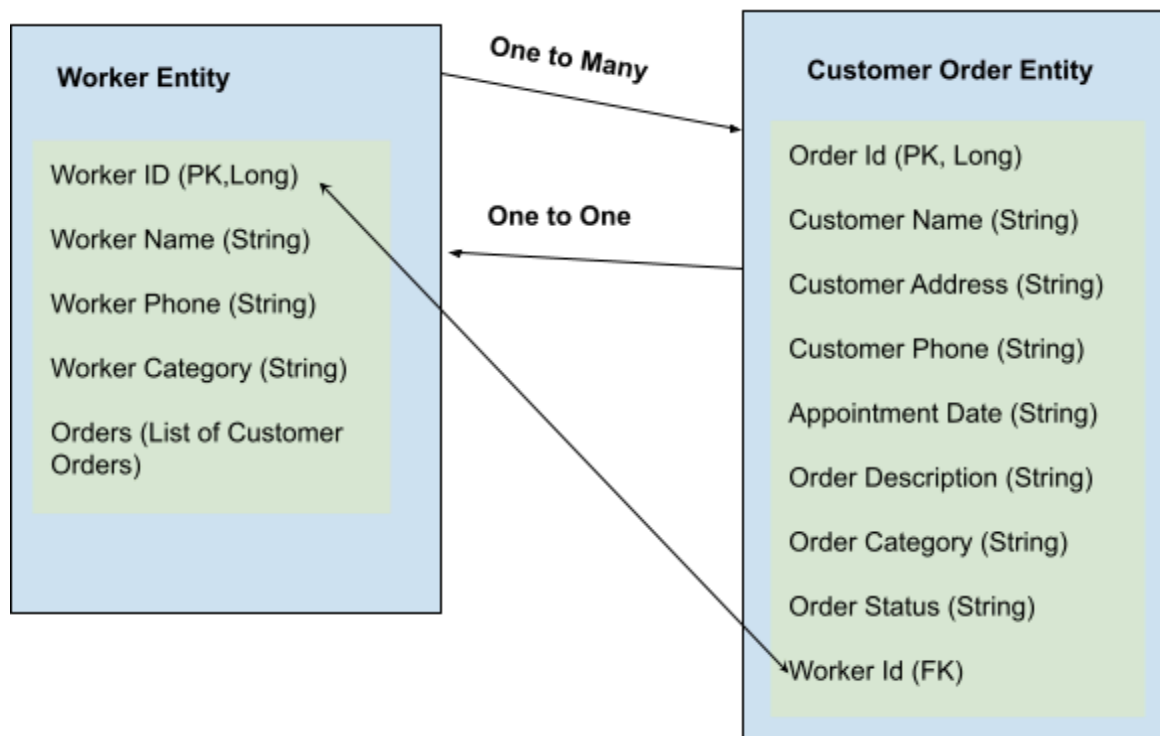 Worker Entity
Worker ID (PK,Long)
Worker Name (String)
Worker Phone (String)
Worker Category (String)
Orders (List of Customer
Orders)
One to Many
One to One
Customer Order Entity
Order Id (PK, Long)
Customer Name (String)
Customer Address (String)
Customer Phone (String)
Appointment Date (String)
Order Description (String)
Order Category (String)
Order Status (String)
Worker Id (FK)